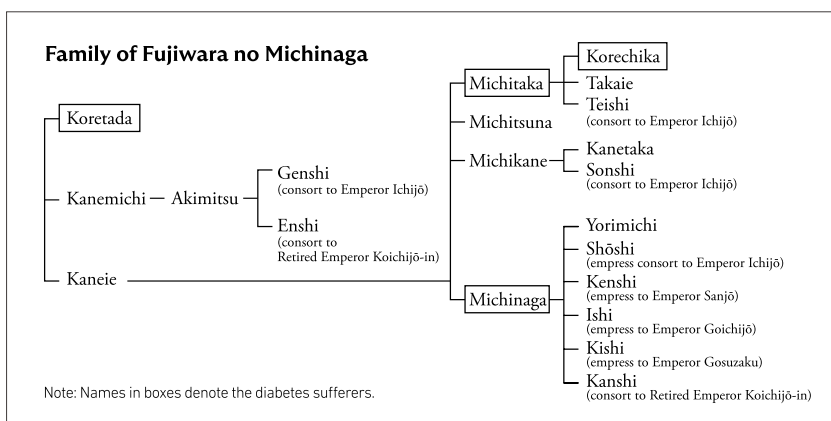 Family of Fujiwara no Michinaga
Koretada
Kanemichi
Akimitsu
Genshi
(consort to Emperor Ichijō)
Enshi
(consort to
Retired Emperor Koichijō-in)
Kaneie
Michitaka
Korechika
Takaie
Teishi
(consort to Emperor Ichijō)
Michitsuna
Michikane
Kanetaka
Sonshi
(consort to Emperor Ichijō)
Michinaga
Yorimichi
Shōshi
(empress consort to Emperor Ichijō)
Kenshi
(empress to Emperor Sanjō)
Ishi
(empress to Emperor Goichijō)
Kishi
(empress to Emperor Gosuzaku)
Kanshi
(consort to Retired Emperor Koichijō-in)
Note: Names in boxes denote the diabetes sufferers.